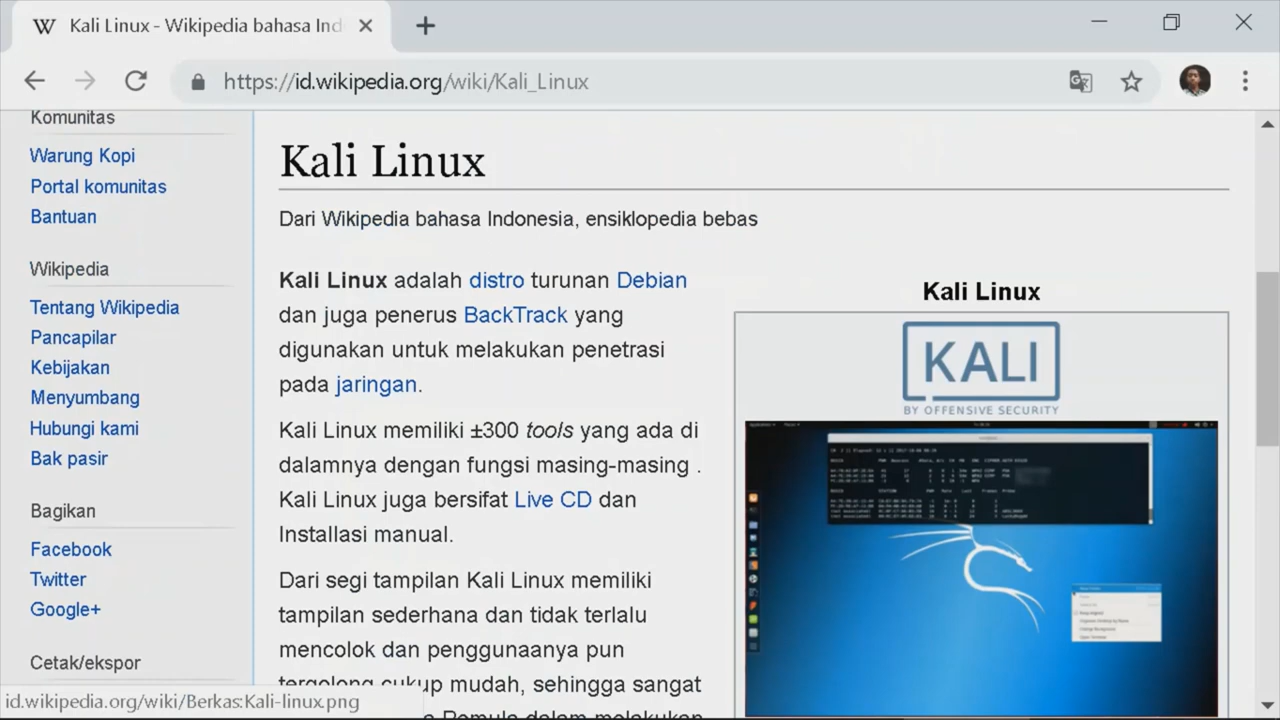 Kali Linux - Wikipedia bahasa Ind
https://id.wikipedia.org/wiki/Kali_Linux
Komunitas
Warung Kopi
Portal komunitas
Bantuan
Wikipedia
Tentang Wikipedia
Pancapilar
Kebijakan
Menyumbang
Hubungi kami
Bak pasir
Bagikan
Facebook
Twitter
Google+
Cetak/ekspor
id.wikipedia.org/wiki/Berkas:Kali-linux.png
Kali Linux
Dari Wikipedia bahasa Indonesia, ensiklopedia bebas
Kali Linux adalah distro turunan Debian
dan juga penerus BackTrack yang
digunakan untuk melakukan penetrasi
pada jaringan.
Kali Linux memiliki ±300 tools yang ada di
dalamnya dengan fungsi masing-masing .
Kali Linux juga bersifat Live CD dan
Installasi manual.
Dari segi tampilan Kali Linux memiliki
tampilan sederhana dan tidak terlalu
mencolok dan penggunaanya pun
tergolong cukup mudah, sehingga sangat
Pemula dalam melakukan
Kali Linux
KALI
BY OFFENSIVE SECURITY